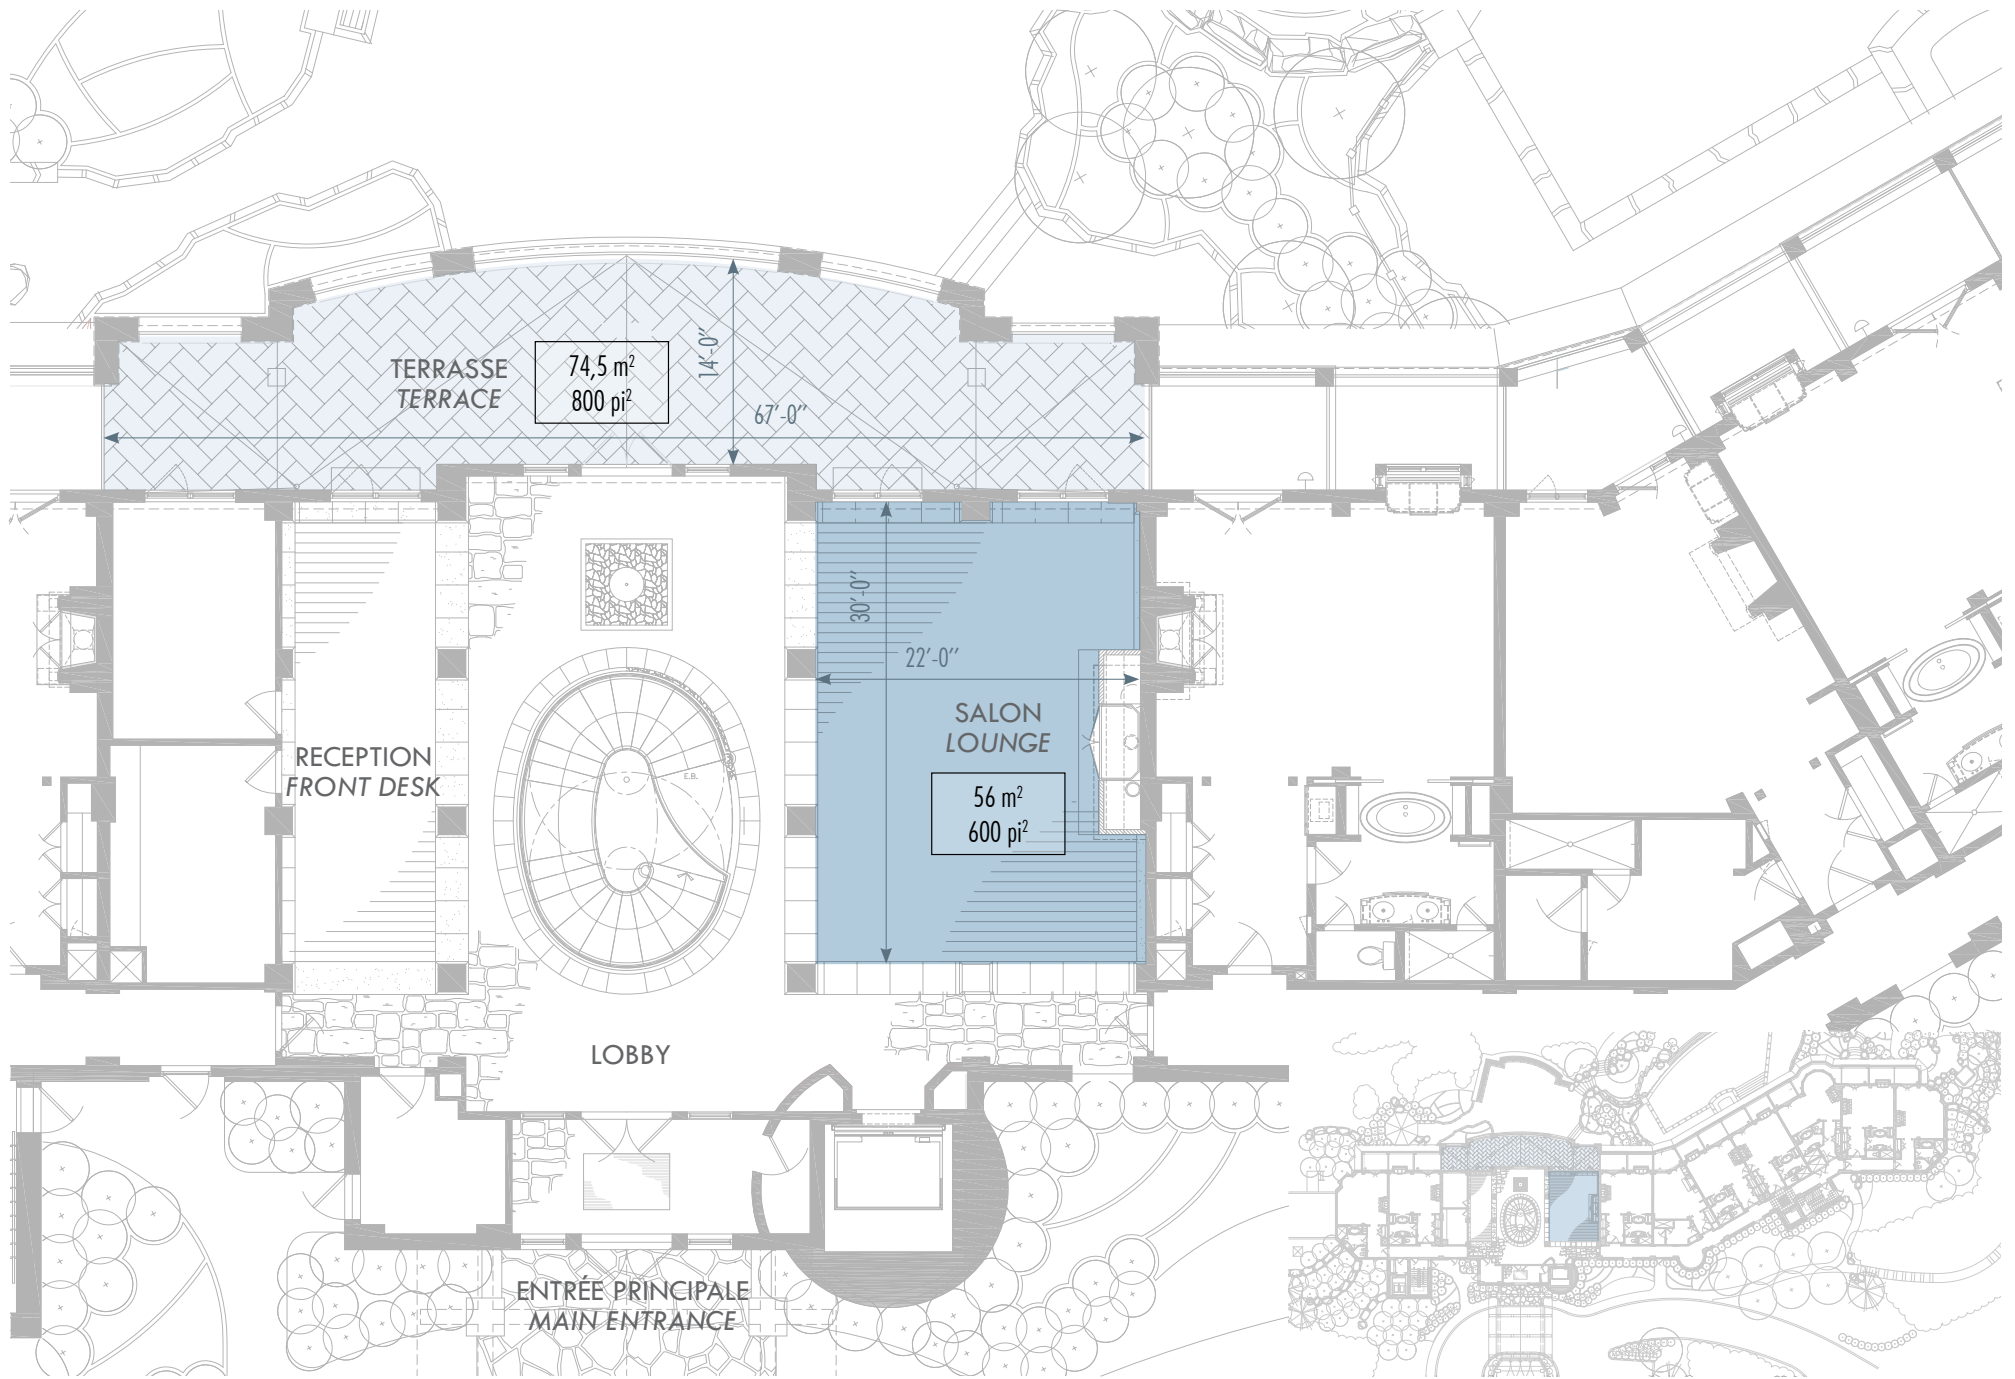 TERRASSE
TERRACE
74,5 m²
800 pi²
14'-0''
67'-0''
30'-0''
22'-0''
SALON
LOUNGE
56 m²
600 pi²
RECEPTION
FRONT DESK
E.B.
LOBBY
ENTRÉE PRINCIPALE
MAIN ENTRANCE